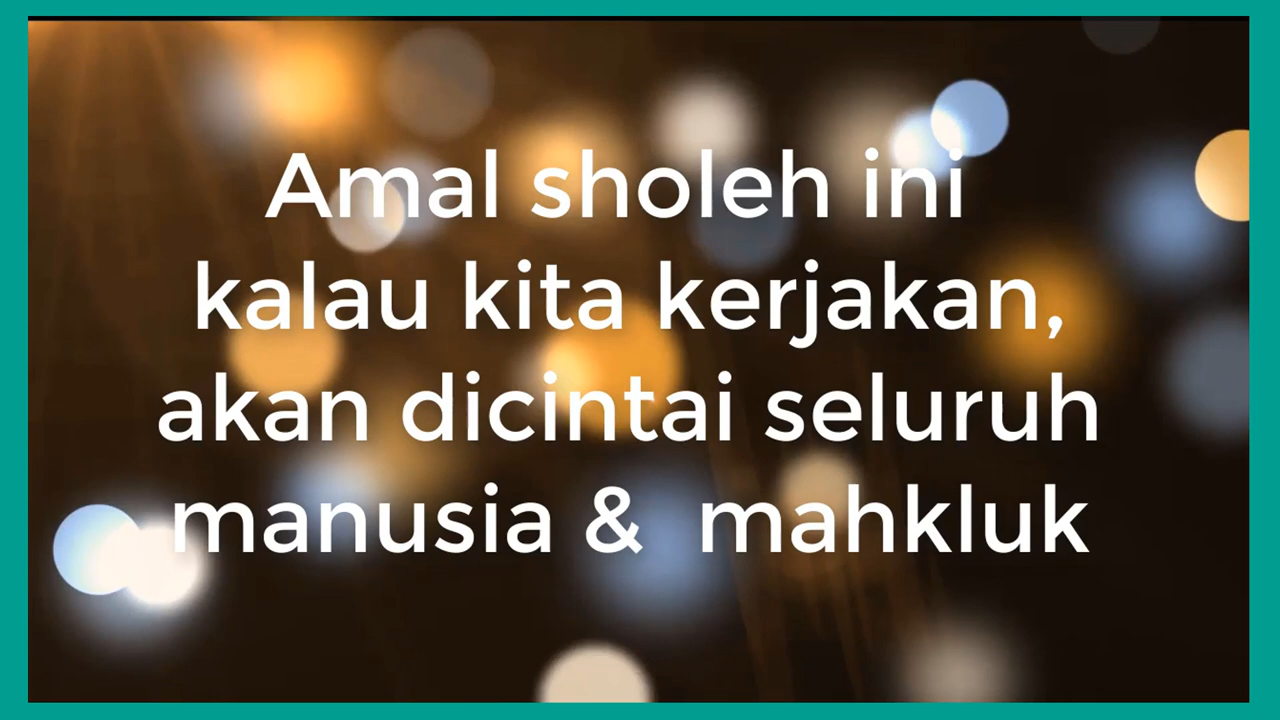 Amal sholeh ini
kalau kita kerjakan,
akan dicintai seluruh
manusia & mahkluk